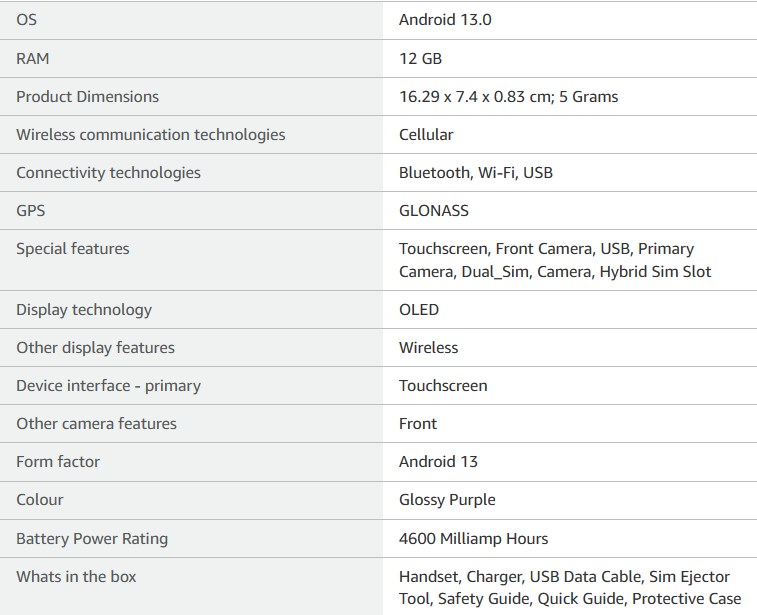 OS Android 13.0
RAM 12 GB
Product Dimensions 16.29 x 7.4 x 0.83 cm; 5 Grams
Wireless communication technologies Cellular
Connectivity technologies Bluetooth, Wi-Fi, USB
GPS GLONASS
Special features Touchscreen, Front Camera, USB, Primary
Camera, Dual_Sim, Camera, Hybrid Sim Slot
Display technology OLED
Other display features Wireless
Device interface - primary Touchscreen
Other camera features Front
Form factor Android 13
Colour Glossy Purple
Battery Power Rating 4600 Milliamp Hours
Whats in the box Handset, Charger, USB Data Cable, Sim Ejector
Tool, Safety Guide, Quick Guide, Protective Case